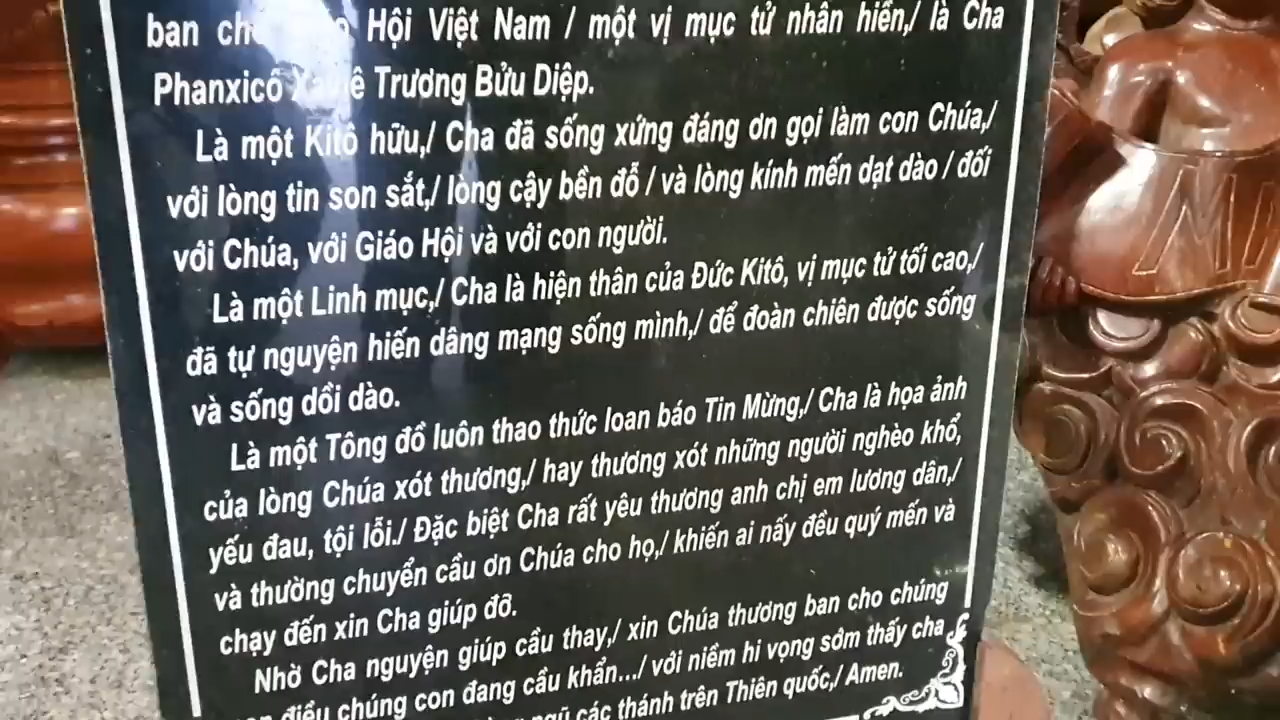 ban Hội Việt Nam / một vị mục tử nhân hiền,/ là Cha
Phanxicô Xaviê Trương Bửu Diệp.
Là một Kitô hữu,/ Cha đã sống xứng đáng ơn gọi làm con Chúa,/
với lòng tin son sắt,/ lòng cậy bền đỗ / và lòng kính mến dạt dào / đối
với Chúa, với Giáo Hội và với con người.
Là một Linh mục,/ Cha là hiện thân của Đức Kitô, vị mục tử tối cao,/
đã tự nguyện hiến dâng mạng sống mình,/ để đoàn chiên được sống
và sống dồi dào.
Là một Tông đồ luôn thao thức loan báo Tin Mừng,/ Cha là họa ảnh
của lòng Chúa xót thương,/ hay thương xót những người nghèo khổ,
yếu đau, tội lỗi./ Đặc biệt Cha rất yêu thương anh chị em lương dân,/
và thường chuyển cầu ơn Chúa cho họ,/ khiến ai nấy đều quý mến và
chạy đến xin Cha giúp đỡ.
Nhờ Cha nguyện giúp cầu thay,/ xin Chúa thương ban cho chúng
điều chúng con đang cầu khẩn.../ với niềm hi vọng sớm thấy cha
ngũ các thánh trên Thiên quốc,/ Amen.